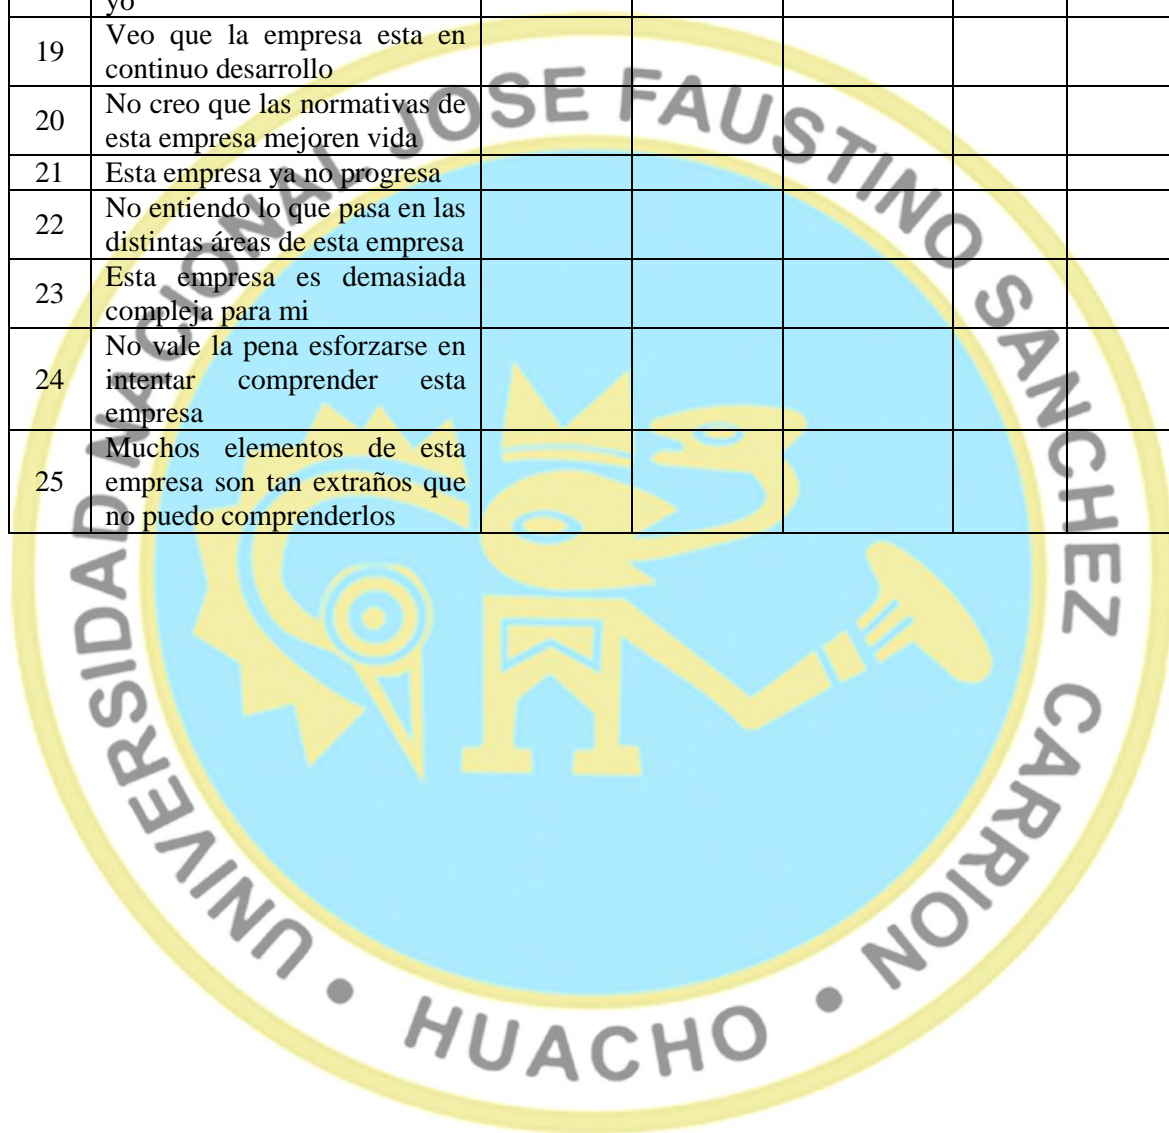 yo
19
Veo que la empresa esta en
continuo desarrollo
20
No creo que las normativas de
esta empresa mejoren vida
21
Esta empresa ya no progresa
22
No entiendo lo que pasa en las
distintas áreas de esta empresa
23
Esta empresa es demasiada
compleja para mi
24
No vale la pena esforzarse en
intentar comprender esta
empresa
25
Muchos elementos de esta
empresa son tan extraños que
no puedo comprenderlos
UNIVERSIDAD NACIONAL JOSE FAUSTINO SANCHEZ CARRION • HUACHO •